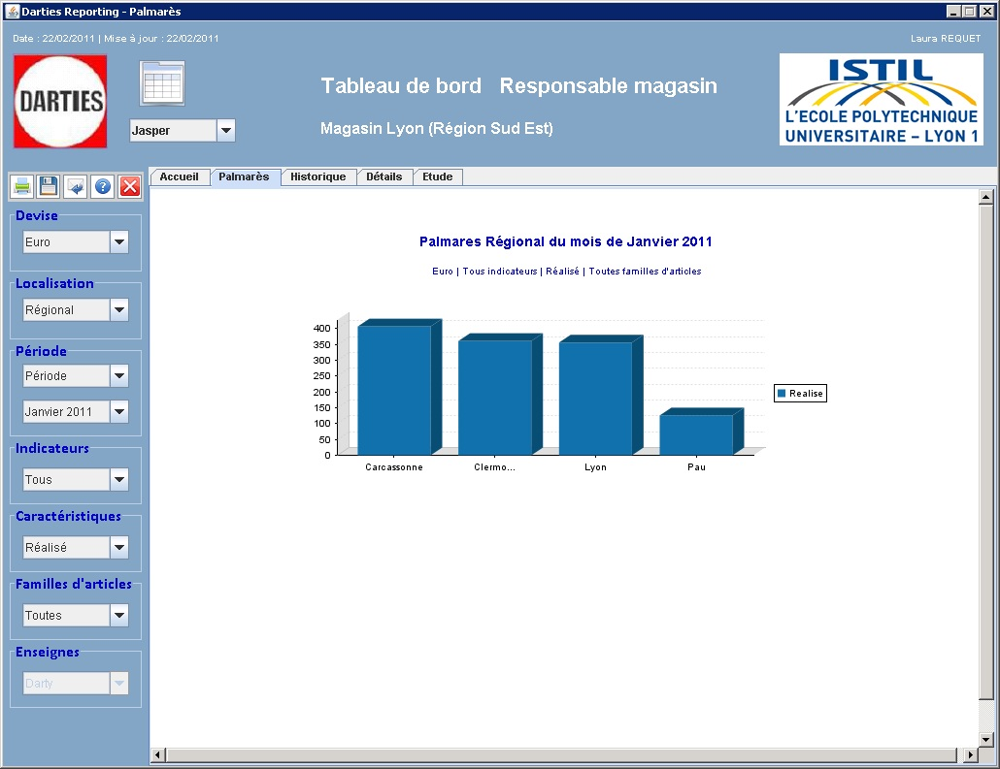 Darties Reporting - Palmarès
Date : 22/02/2011 | Mise à jour : 22/02/2011
Laura REQUET
DARTIES
Jasper
Tableau de bord Responsable magasin
Magasin Lyon (Région Sud Est)
ISTIL
L'ECOLE POLYTECHNIQUE
UNIVERSITAIRE – LYON 1
Accueil
Palmarès
Historique
Détails
Etude
Devise
Euro
Localisation
Régional
Période
Période
Janvier 2011
Indicateurs
Tous
Caractéristiques
Réalisé
Familles d'articles
Toutes
Enseignes
Darty
Palmares Régional du mois de Janvier 2011
Euro | Tous indicateurs | Réalisé | Toutes familles d'articles
400
350
300
250
200
150
100
50
0
Carcassonne
Clermo...
Lyon
Pau
Realise